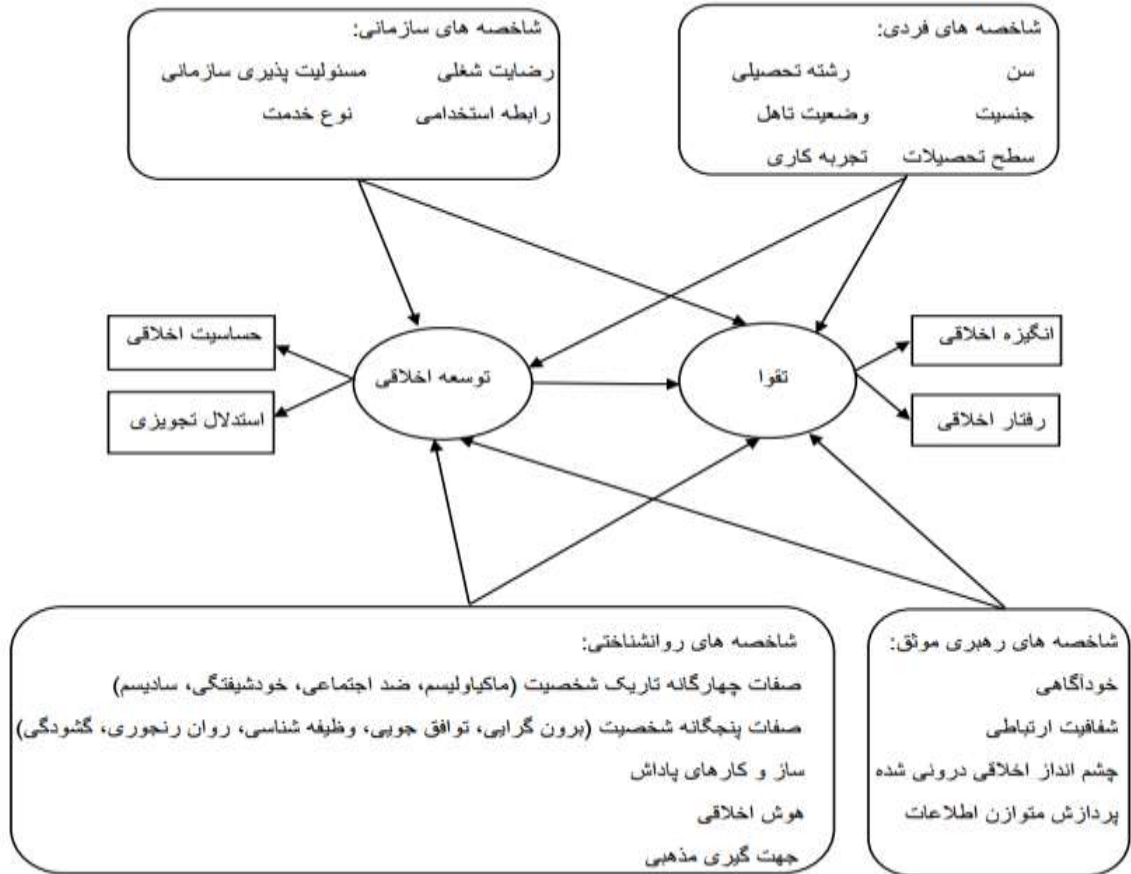 شاخصه های فردی:
سن رشته تحصیلی
جنسیت وضعیت تاهل
سطح تحصیلات تجربه کاری
شاخصه های سازمانی:
رضایت شغلی مسئولیت پذیری سازمانی
رابطه استخدامی نوع خدمت
انگیزه اخلاقی
رفتار اخلاقی
تقوا
توسعه اخلاقی
حساسیت اخلاقی
استدلال تجویزی
شاخصه های رهبری موثق:
خودآگاهی
شفافیت ارتباطی
چشم انداز اخلاقی درونی شده
پردازش متوازن اطلاعات
شاخصه های روانشناختی:
صفات چهارگانه تاریک شخصیت (ماکیاولیسم، ضد اجتماعی، خودشیفتگی، سادیسم)
صفات پنجگانه شخصیت (برون گرایی، توافق جویی، وظیفه شناسی، روان رنجوری، گشودگی)
ساز و کارهای پاداش
هوش اخلاقی
جهت گیری مذهبی